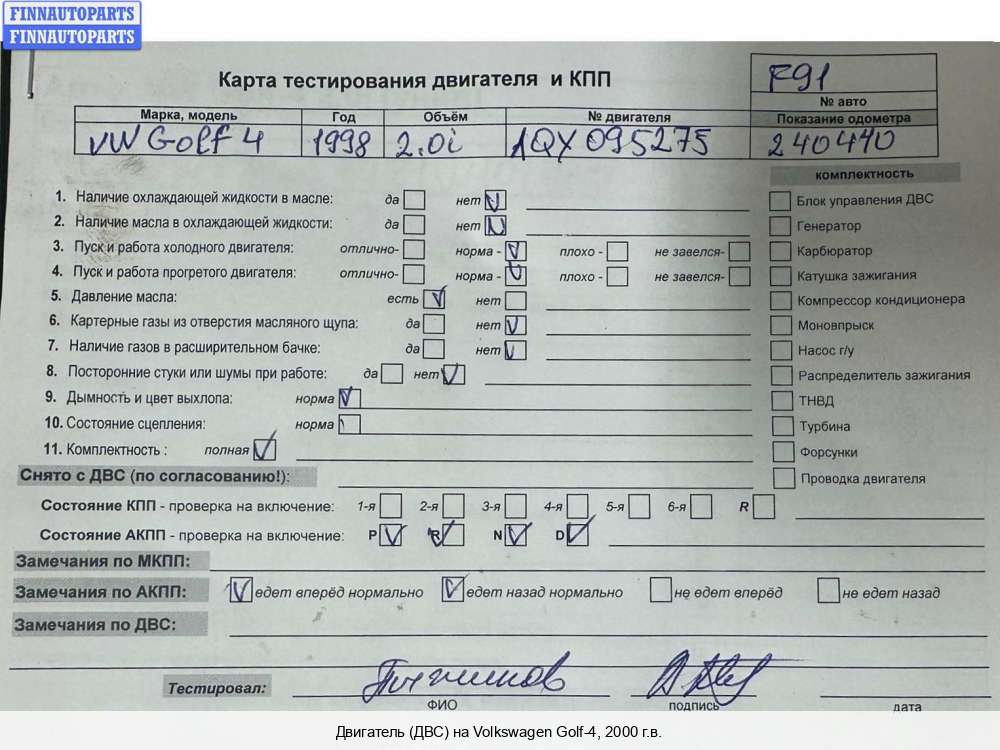 FINNAUTOPARTS
FINNAUTOPARTS
Карта тестирования двигателя и КПП
F91
№ авто
Марка, модель Год Объём № двигателя Показание одометра
VW Golf 4 1998 2.0i AQY 095275 240440
комплектность
1. Наличие охлаждающей жидкости в масле: да нет
Блок управления ДВС
2. Наличие масла в охлаждающей жидкости: да нет
Генератор
3. Пуск и работа холодного двигателя: отлично- норма - плохо - не завелся-
Карбюратор
4. Пуск и работа прогретого двигателя: отлично- норма - плохо - не завелся-
Катушка зажигания
5. Давление масла: есть нет
Компрессор кондиционера
6. Картерные газы из отверстия масляного щупа: да нет
Моновпрыск
7. Наличие газов в расширительном бачке: да нет
Насос г/у
8. Посторонние стуки или шумы при работе: да нет
Распределитель зажигания
9. Дымность и цвет выхлопа: норма
ТНВД
10. Состояние сцепления: норма
Турбина
11. Комплектность : полная
Форсунки
Снято с ДВС (по согласованию!):
Проводка двигателя
Состояние КПП - проверка на включение: 1-я 2-я 3-я 4-я 5-я 6-я R
Состояние АКПП - проверка на включение: P R N D
Замечания по МКПП:
Замечания по АКПП: едет вперёд нормально едет назад нормально не едет вперёд не едет назад
Замечания по ДВС:
Тестировал:
ФИО подпись дата
Двигатель (ДВС) на Volkswagen Golf-4, 2000 г.в.